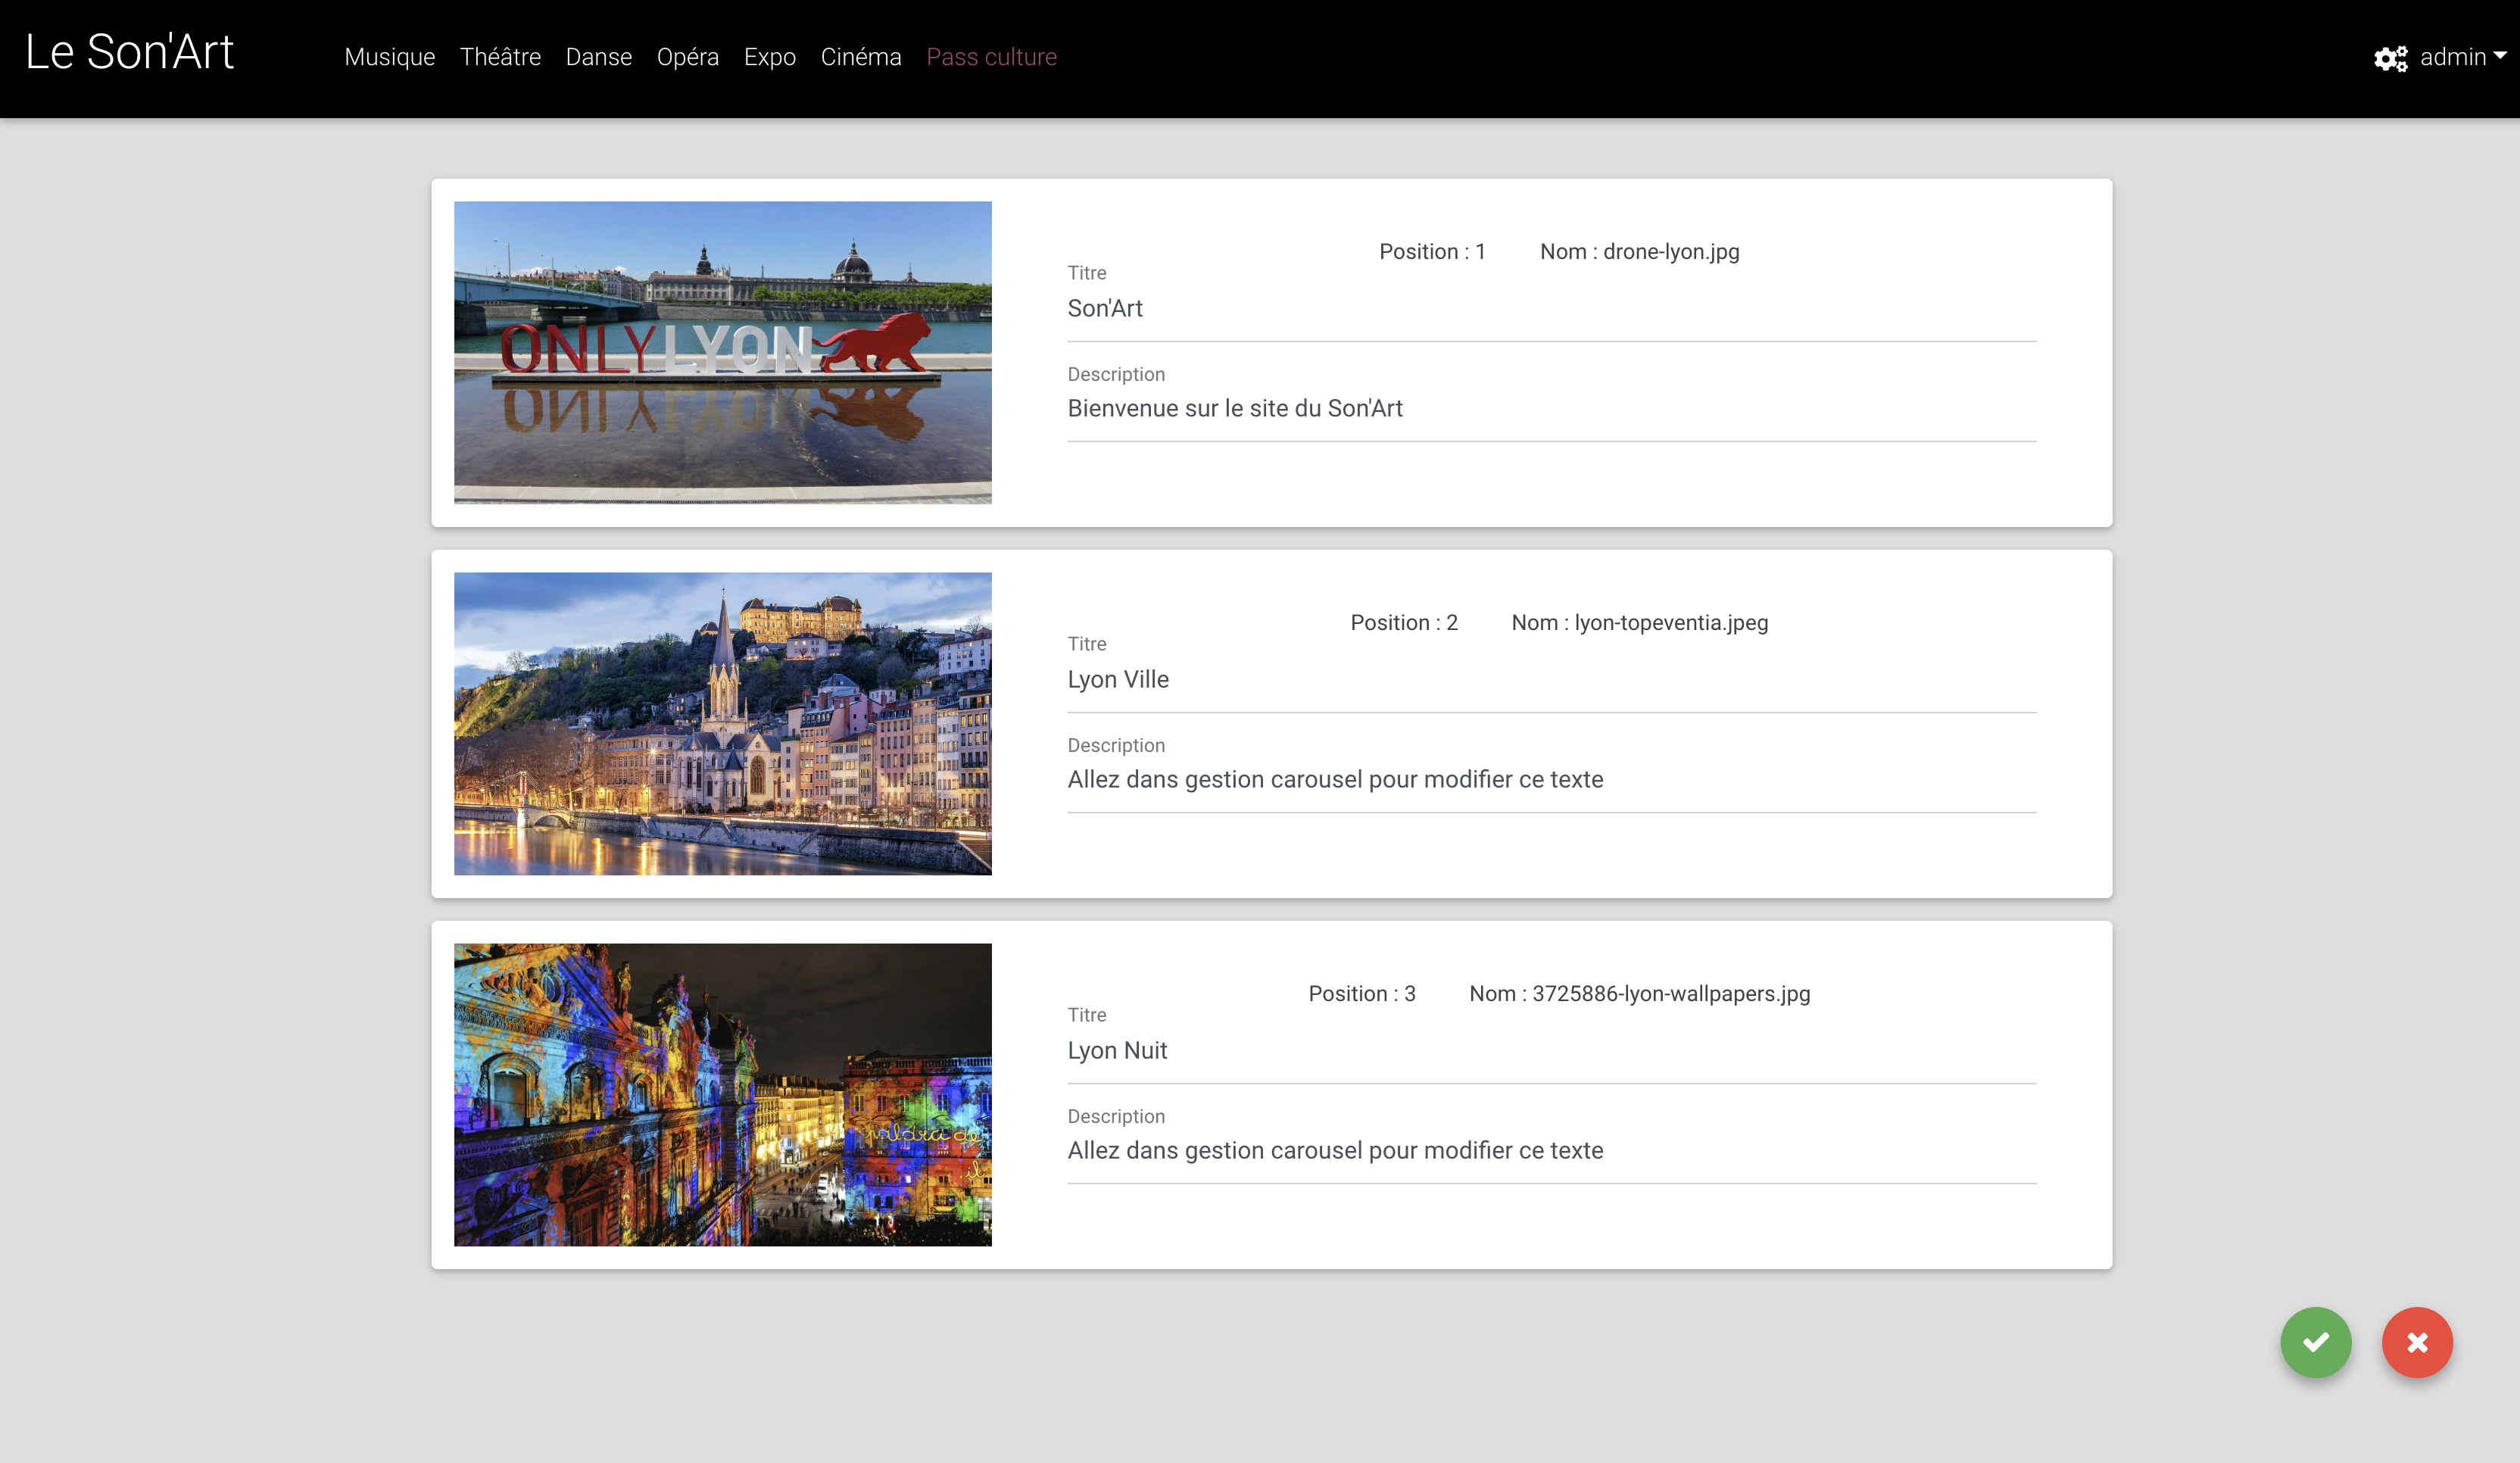 Le Son'Art
Musique Théâtre Danse Opéra Expo Cinéma Pass culture
admin
ONLYLYON
Position : 1 Nom : drone-lyon.jpg
Titre
Son'Art
Description
Bienvenue sur le site du Son'Art
Position : 2 Nom : lyon-topeventia.jpeg
Titre
Lyon Ville
Description
Allez dans gestion carousel pour modifier ce texte
Position : 3 Nom : 3725886-lyon-wallpapers.jpg
Titre
Lyon Nuit
Description
Allez dans gestion carousel pour modifier ce texte